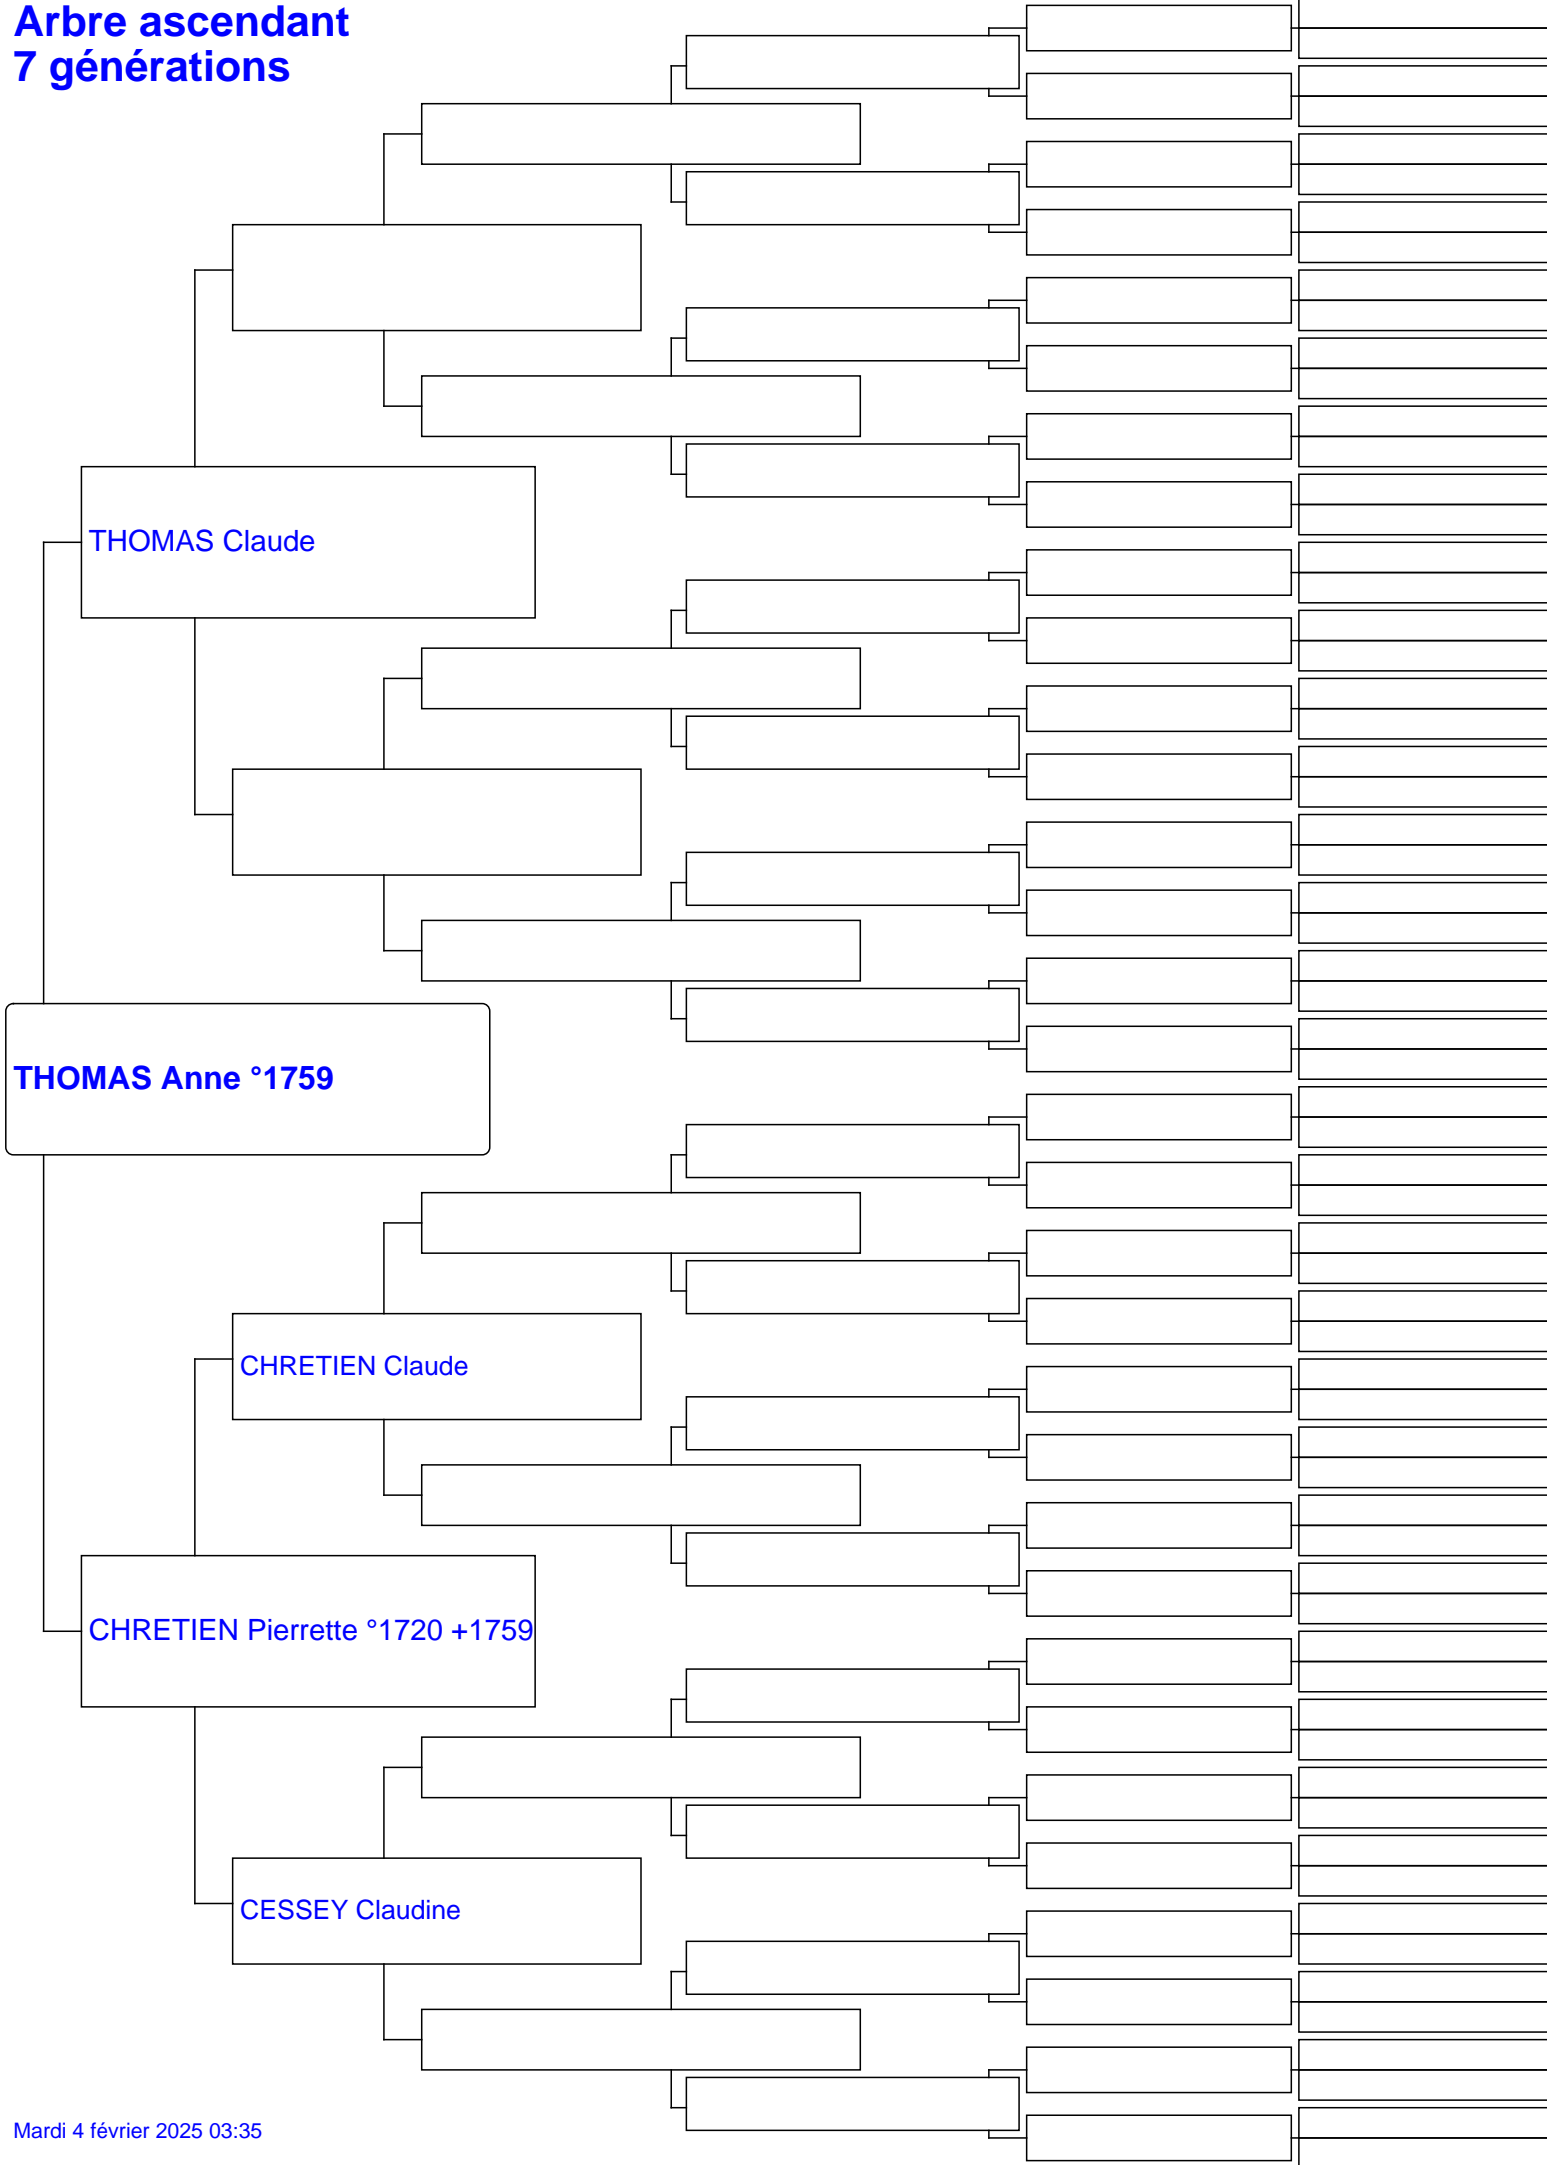 Arbre ascendant
7 générations
THOMAS Claude
THOMAS Anne °1759
CHRETIEN Claude
CHRETIEN Pierrette °1720 +1759
CESSEY Claudine
Mardi 4 février 2025 03:35